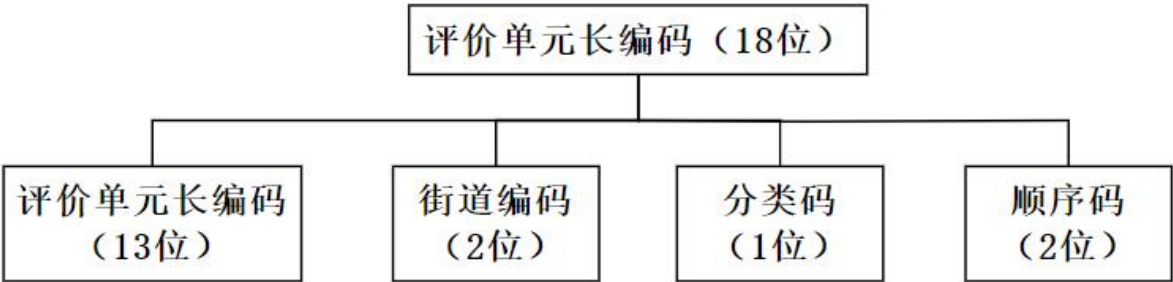 评价单元长编码（18位）
评价单元长编码
（13位）
街道编码
（2位）
分类码
（1位）
顺序码
（2位）